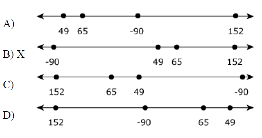 A)
49 65 -90 152
B) X
-90 49 65 152
C)
152 65 49 -90
D)
152 -90 65 49